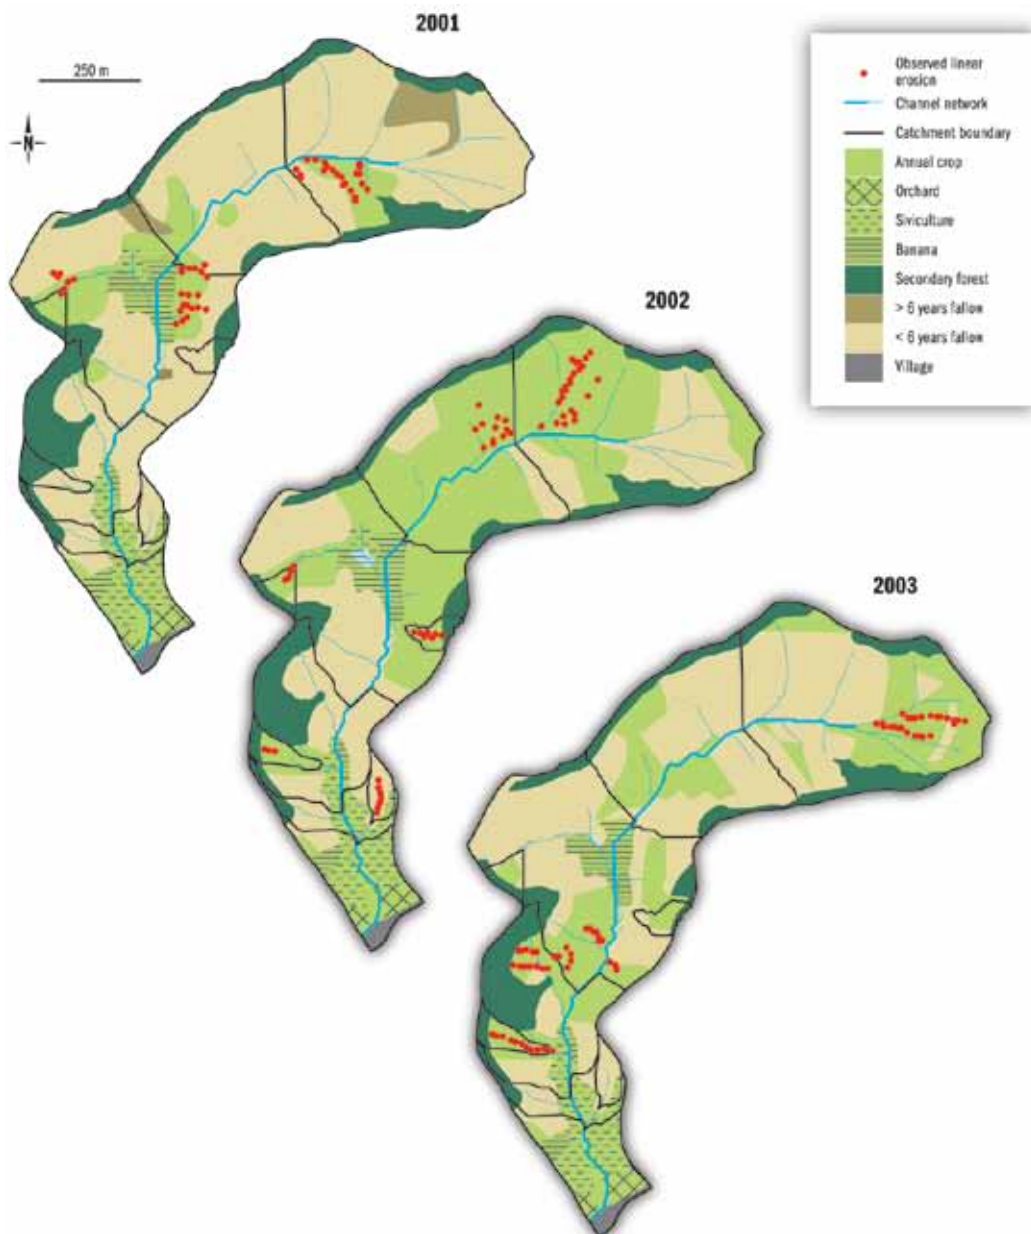 2001
250 m
N
Observed linear
erosion
Channel network
Catchment boundary
Annual crop
Orchard
Siviculture
Banana
Secondary forest
> 6 years fallow
< 6 years fallow
Village
2002
2003